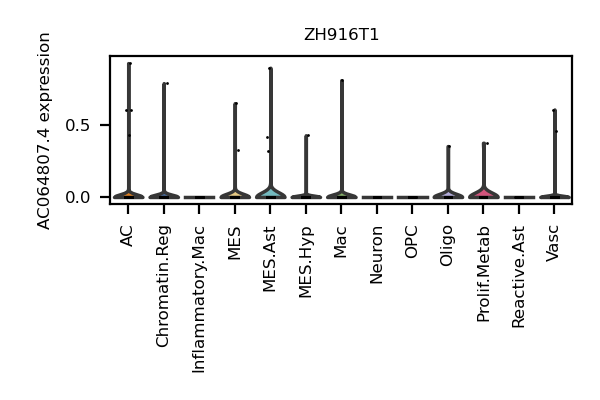 ZH916T1
AC064807.4 expression
0.5
0.0
AC
Chromatin.Reg
Inflammatory.Mac
MES
MES.Ast
MES.Hyp
Mac
Neuron
OPC
Oligo
Prolif.Metab
Reactive.Ast
Vasc